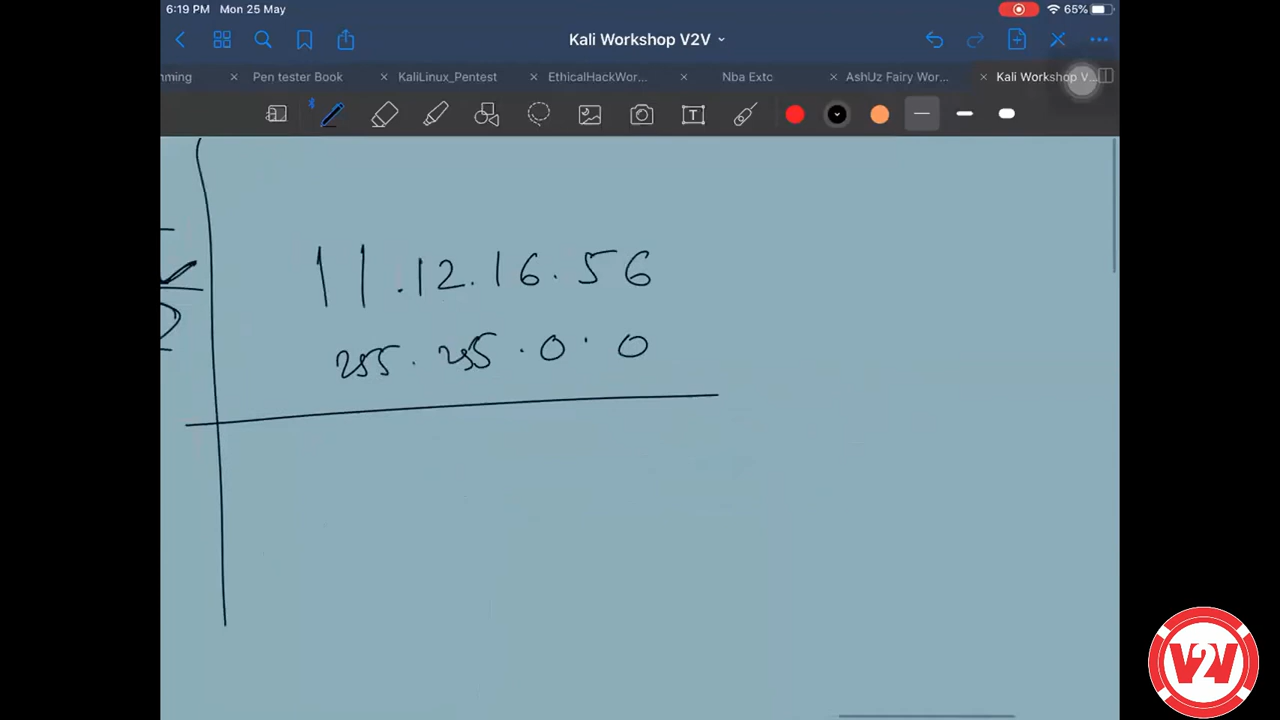 6:19 PM Mon 25 May 65%
Kali Workshop V2V
mming Pen tester Book KaliLinux_Pentest EthicalHackWor... Nba Extc AshUz Fairy Wor... Kali Workshop V...
T
11.12.16.56
255.255.0.0
V2V